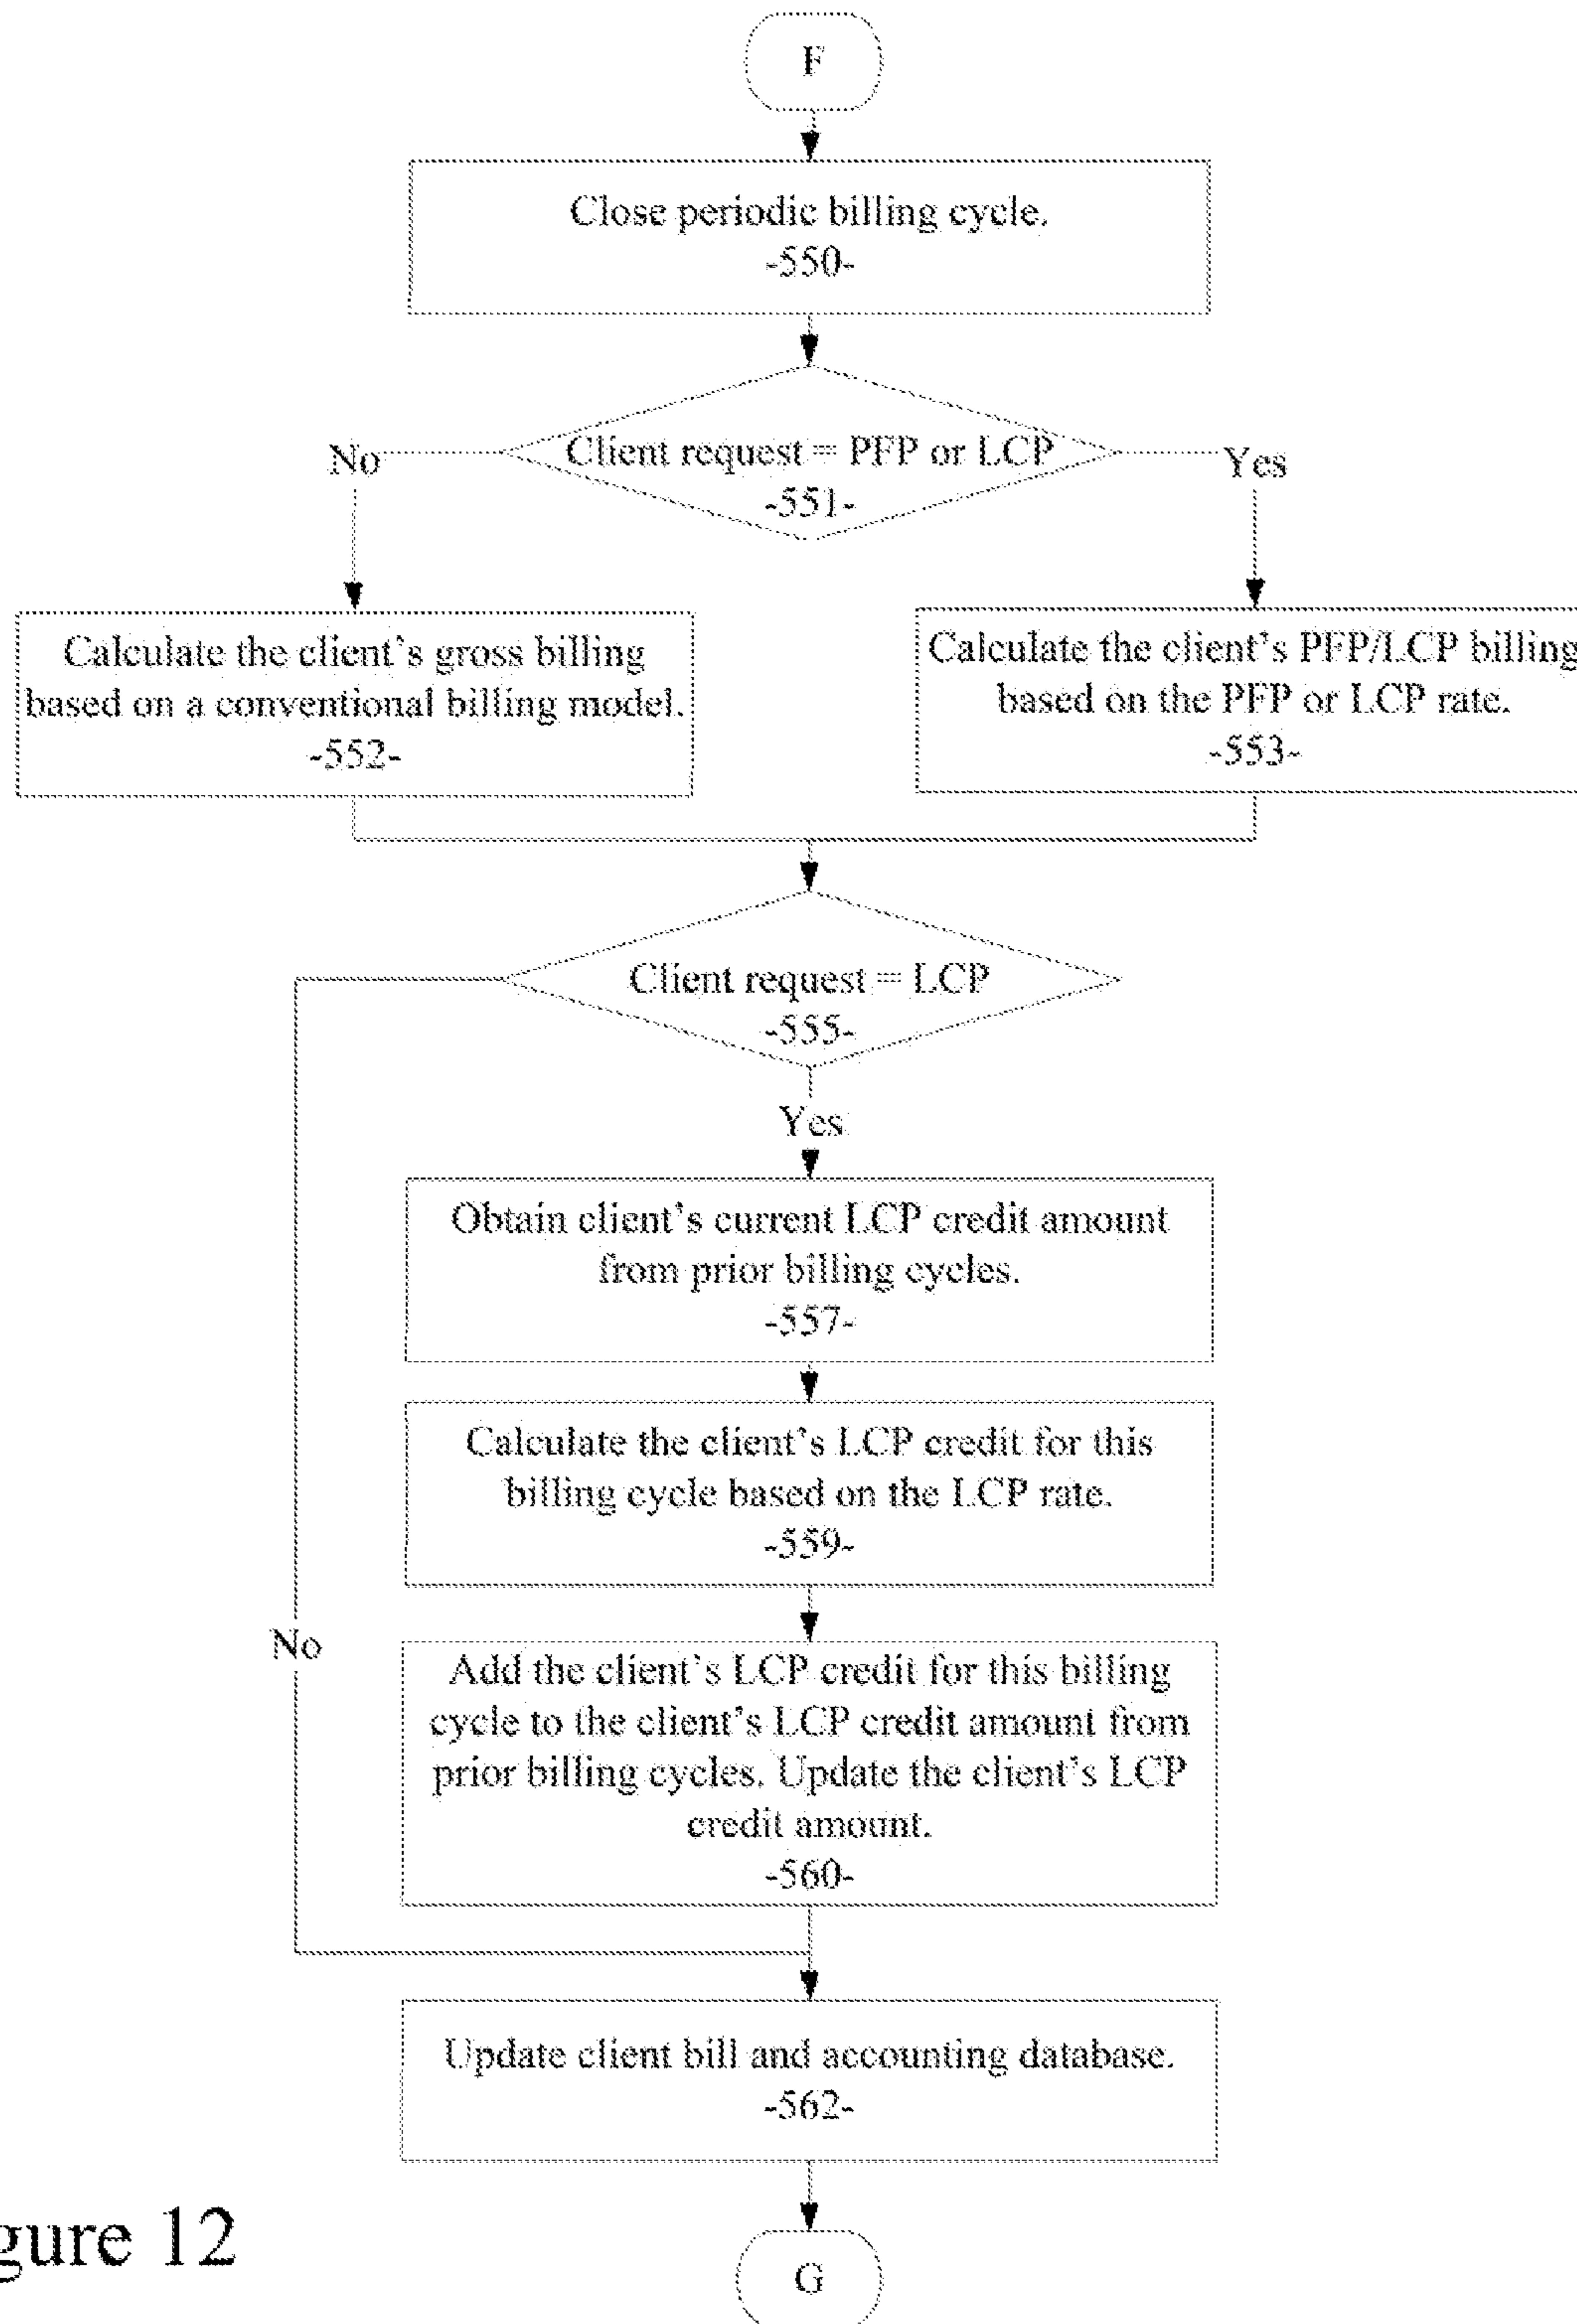 F
Close periodic billing cycle.
-550-
Client request = PFP or LCP
-551-
No
Yes
Calculate the client's gross billing
based on a conventional billing model.
-552-
Calculate the client's PFP/LCP billing
based on the PFP or LCP rate.
-553-
Client request = LCP
-555-
Yes
Obtain client's current LCP credit amount
from prior billing cycles.
-557-
Calculate the client's LCP credit for this
billing cycle based on the LCP rate.
-559-
No
Add the client's LCP credit for this billing
cycle to the client's LCP credit amount from
prior billing cycles. Update the client's LCP
credit amount.
-560-
Update client bill and accounting database.
-562-
gure 12
G